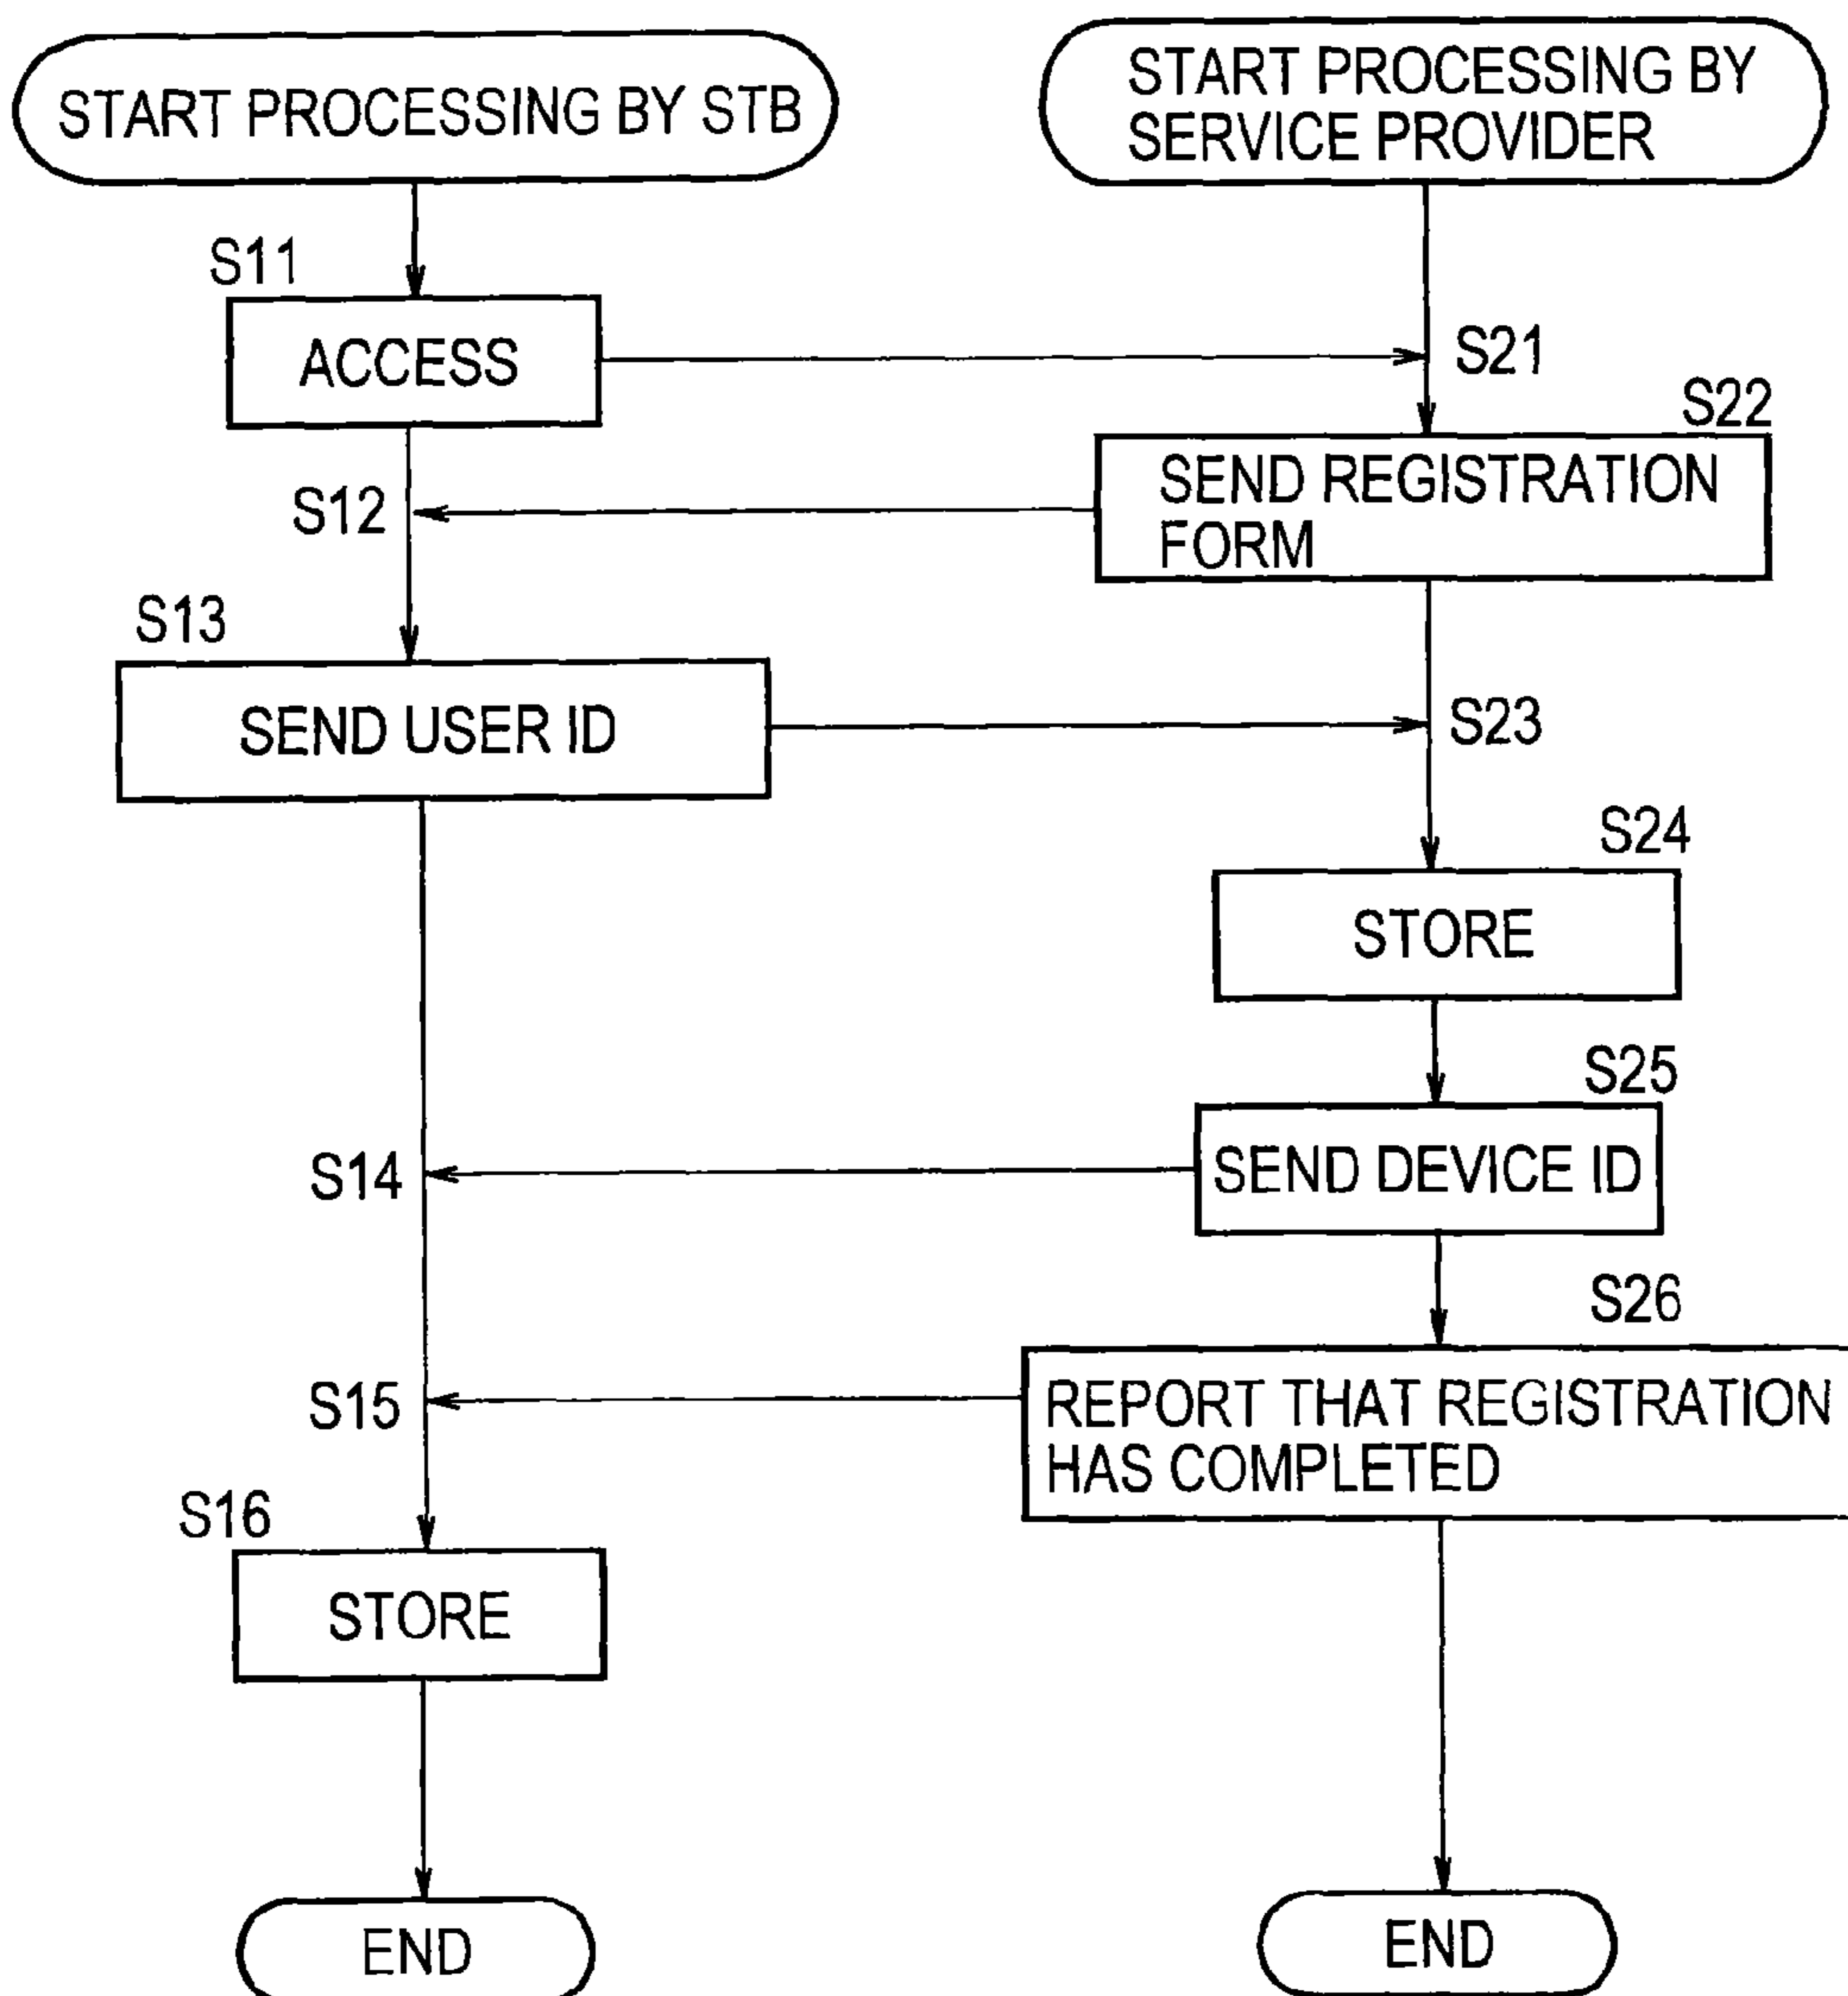 START PROCESSING BY STB
START PROCESSING BY
SERVICE PROVIDER
S11
ACCESS
S21
S22
SEND REGISTRATION
FORM
S12
S13
SEND USER ID
S23
S24
STORE
S25
SEND DEVICE ID
S14
S26
REPORT THAT REGISTRATION
HAS COMPLETED
S15
S16
STORE
END
END